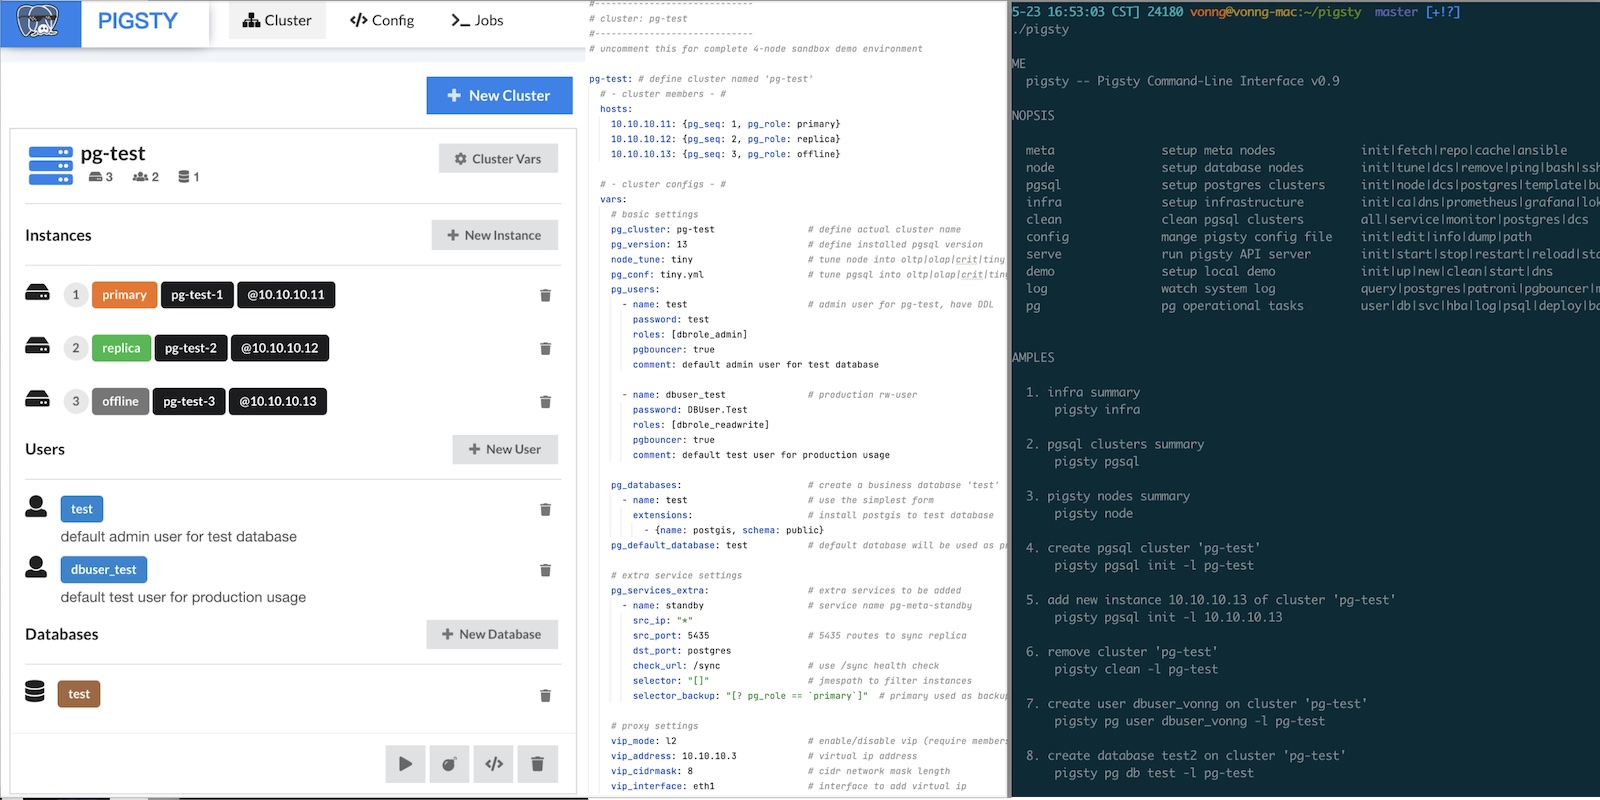 PIGSTY
Cluster
Config
Jobs
New Cluster
pg-test
3
2
1
Cluster Vars
Instances
New Instance
1 primary pg-test-1 @10.10.10.11
2 replica pg-test-2 @10.10.10.12
3 offline pg-test-3 @10.10.10.13
Users
New User
test
default admin user for test database
dbuser_test
default test user for production usage
Databases
New Database
test
#-----------------------------
# cluster: pg-test
#-----------------------------
# uncomment this for complete 4-node sandbox demo environment
pg-test: # define cluster named 'pg-test'
# - cluster members - #
hosts:
10.10.10.11: {pg_seq: 1, pg_role: primary}
10.10.10.12: {pg_seq: 2, pg_role: replica}
10.10.10.13: {pg_seq: 3, pg_role: offline}
# - cluster configs - #
vars:
# basic settings
pg_cluster: pg-test # define actual cluster name
pg_version: 13 # define installed pgsql version
node_tune: tiny # tune node into oltp|olap|crit|tiny
pg_conf: tiny.yml # tune pgsql into oltp|olap|crit|tin
pg_users:
- name: test # admin user for pg-test, have DDL
password: test
roles: [dbrole_admin]
pgbouncer: true
comment: default admin user for test database
- name: dbuser_test # production rw-user
password: DBUser.Test
roles: [dbrole_readwrite]
pgbouncer: true
comment: default test user for production usage
pg_databases: # create a business database 'test'
- name: test # use the simplest form
extensions: # install postgis to test database
- {name: postgis, schema: public}
pg_default_database: test # default database will be used as p
# extra service settings
pg_services_extra: # extra services to be added
- name: standby # service name pg-meta-standby
src_ip: "*"
src_port: 5435 # 5435 routes to sync replica
dst_port: postgres
check_url: /sync # use /sync health check
selector: "[]" # jmespath to filter instances
selector_backup: "[? pg_role == `primary`]" # primary used as backup
# proxy settings
vip_mode: l2 # enable/disable vip (require members
vip_address: 10.10.10.3 # virtual ip address
vip_cidrmask: 8 # cidr network mask length
vip_interface: eth1 # interface to add virtual ip
5-23 16:53:03 CST] 24180 vonng@vonng-mac:~/pigsty master [+!?]
./pigsty
ME
pigsty -- Pigsty Command-Line Interface v0.9
NOPSIS
meta setup meta nodes init|fetch|repo|cache|ansible
node setup database nodes init|tune|dcs|remove|ping|bash|ssh
pgsql setup postgres clusters init|node|dcs|postgres|template|bu
infra setup infrastructure init|ca|dns|prometheus|grafana|lok
clean clean pgsql clusters all|service|monitor|postgres|dcs
config mange pigsty config file init|edit|info|dump|path
serve run pigsty API server init|start|stop|restart|reload|sta
demo setup local demo init|up|new|clean|start|dns
log watch system log query|postgres|patroni|pgbouncer|m
pg pg operational tasks user|db|svc|hba|log|psql|deploy|ba
AMPLES
1. infra summary
pigsty infra
2. pgsql clusters summary
pigsty pgsql
3. pigsty nodes summary
pigsty node
4. create pgsql cluster 'pg-test'
pigsty pgsql init -l pg-test
5. add new instance 10.10.10.13 of cluster 'pg-test'
pigsty pgsql init -l 10.10.10.13
6. remove cluster 'pg-test'
pigsty clean -l pg-test
7. create user dbuser_vonng on cluster 'pg-test'
pigsty pg user dbuser_vonng -l pg-test
8. create database test2 on cluster 'pg-test'
pigsty pg db test -l pg-test